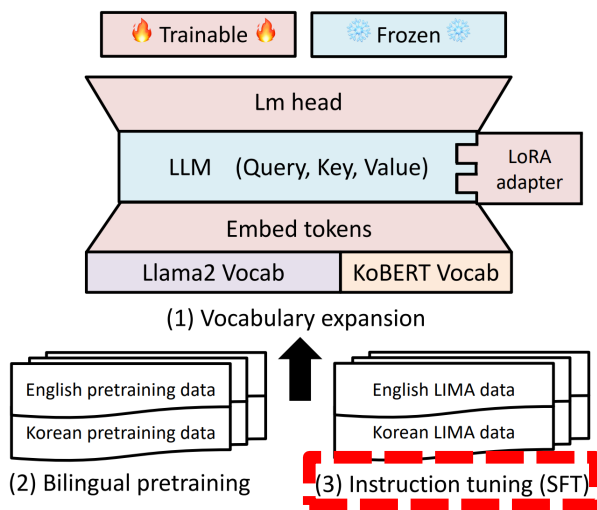 Trainable
Frozen
Lm head
LLM (Query, Key, Value)
LoRA
adapter
Embed tokens
Llama2 Vocab
KoBERT Vocab
(1) Vocabulary expansion
English pretraining data
Korean pretraining data
English LIMA data
Korean LIMA data
(2) Bilingual pretraining
(3) Instruction tuning (SFT)